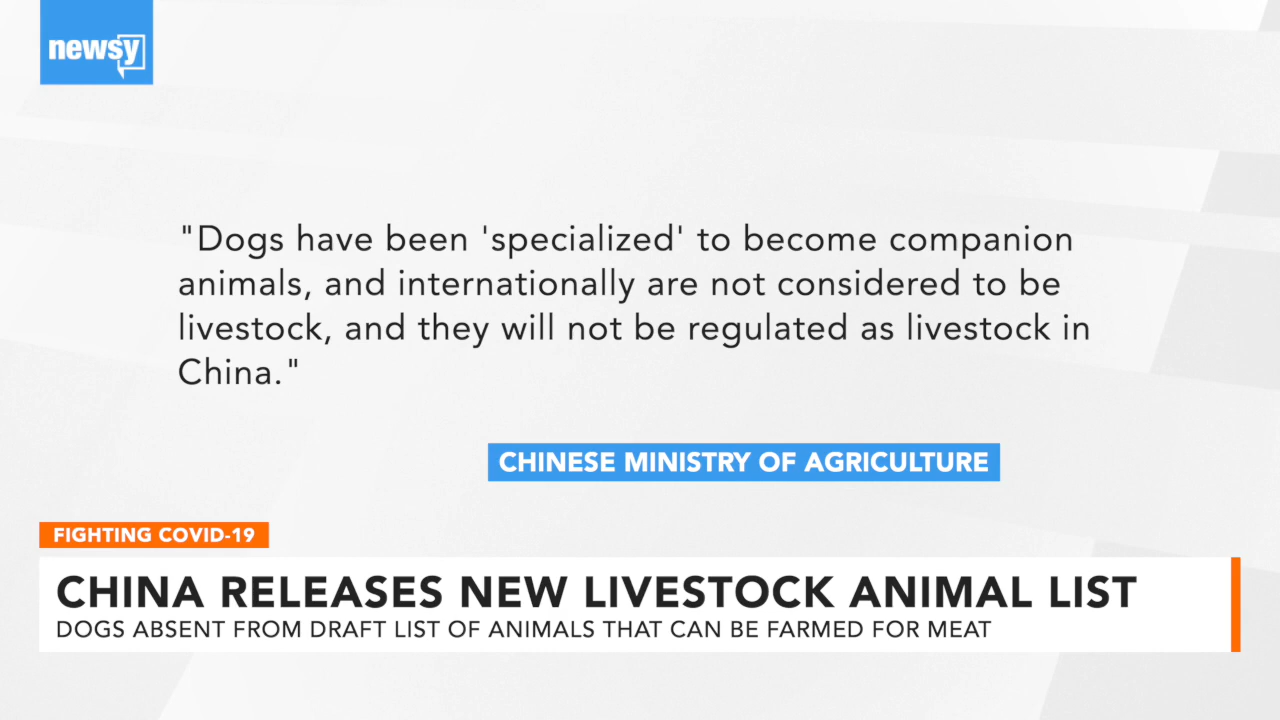 newsy
"Dogs have been 'specialized' to become companion
animals, and internationally are not considered to be
livestock, and they will not be regulated as livestock in
China."
CHINESE MINISTRY OF AGRICULTURE
FIGHTING COVID-19
CHINA RELEASES NEW LIVESTOCK ANIMAL LIST
DOGS ABSENT FROM DRAFT LIST OF ANIMALS THAT CAN BE FARMED FOR MEAT